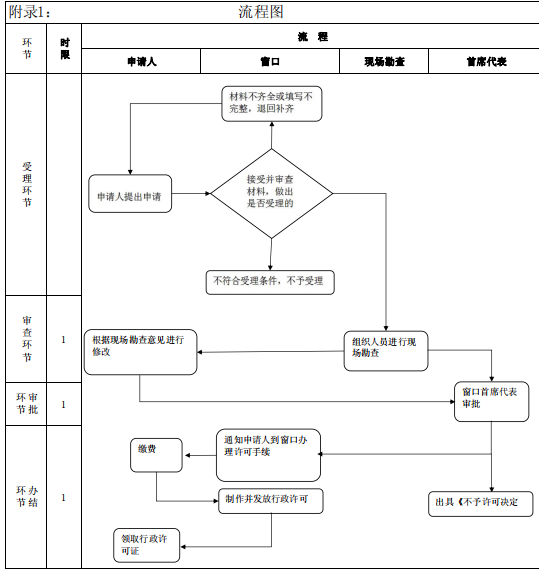 附录1： 流程图
环节
时限
流 程
申请人 窗口 现场勘查 首席代表
受理环节
材料不齐全或填写不
完整，退回补齐
申请人提出申请
接受并审查
材料，做出
是否受理的
不符合受理条件，不予受理
审查环节
1
根据现场勘查意见进行
修改
组织人员进行现
场勘查
审批环节
1
窗口首席代表
审批
办结环节
1
缴费
通知申请人到窗口办
理许可手续
制作并发放行政许可
出具《不予许可决定
领取行政许
可证